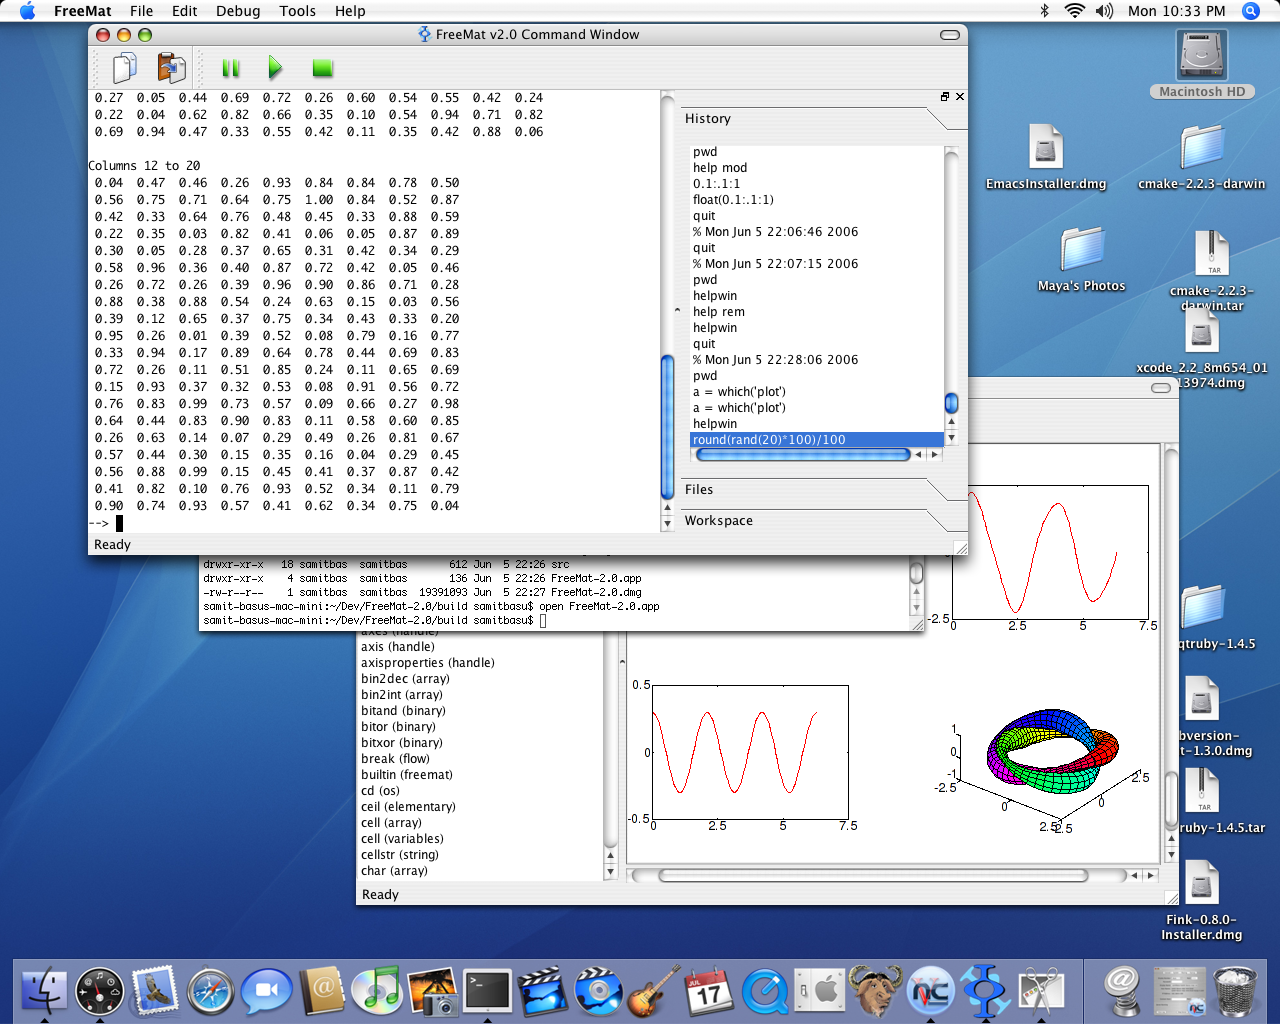 FreeMat File Edit Debug Tools Help Mon 10:33 PM
FreeMat v2.0 Command Window
0.27 0.05 0.44 0.69 0.72 0.26 0.60 0.54 0.55 0.42 0.24
0.22 0.04 0.62 0.82 0.66 0.35 0.10 0.54 0.94 0.71 0.82
0.69 0.94 0.47 0.33 0.55 0.42 0.11 0.35 0.42 0.88 0.06
Columns 12 to 20
0.04 0.47 0.46 0.26 0.93 0.84 0.84 0.78 0.50
0.56 0.75 0.71 0.64 0.75 1.00 0.84 0.52 0.87
0.42 0.33 0.64 0.76 0.48 0.45 0.33 0.88 0.59
0.22 0.35 0.03 0.82 0.41 0.06 0.05 0.87 0.89
0.30 0.05 0.28 0.37 0.65 0.31 0.42 0.34 0.29
0.58 0.96 0.36 0.40 0.87 0.72 0.42 0.05 0.46
0.26 0.72 0.26 0.39 0.96 0.90 0.86 0.71 0.28
0.88 0.38 0.88 0.54 0.24 0.63 0.15 0.03 0.56
0.39 0.12 0.65 0.37 0.75 0.34 0.43 0.33 0.20
0.95 0.26 0.01 0.39 0.52 0.08 0.79 0.16 0.77
0.33 0.94 0.17 0.89 0.64 0.78 0.44 0.69 0.83
0.72 0.26 0.11 0.51 0.85 0.24 0.11 0.65 0.69
0.15 0.93 0.37 0.32 0.53 0.08 0.91 0.56 0.72
0.76 0.83 0.99 0.73 0.57 0.09 0.66 0.27 0.98
0.64 0.44 0.83 0.90 0.83 0.11 0.58 0.60 0.85
0.26 0.63 0.14 0.07 0.29 0.49 0.26 0.81 0.67
0.57 0.44 0.30 0.15 0.35 0.16 0.04 0.29 0.45
0.56 0.88 0.99 0.15 0.45 0.41 0.37 0.87 0.42
0.41 0.82 0.10 0.76 0.93 0.52 0.34 0.11 0.79
0.90 0.74 0.93 0.57 0.41 0.62 0.34 0.75 0.04
-->
Ready
History
pwd
help mod
0.1:.1:1
float(0.1:.1:1)
quit
% Mon Jun 5 22:06:46 2006
quit
% Mon Jun 5 22:07:15 2006
pwd
helpwin
help rem
helpwin
quit
% Mon Jun 5 22:28:06 2006
pwd
a = which('plot')
a = which('plot')
helpwin
round(rand(20)*100)/100
Files
Workspace
Macintosh HD
EmacsInstaller.dmg
cmake-2.2.3-darwin
Maya's Photos
TAR
cmake-2.2.3-
darwin.tar
xcode_2.2_8m654_01
13974.dmg
drwxr-xr-x 18 samitbas samitbas 612 Jun 5 22:26 src
drwxr-xr-x 4 samitbas samitbas 136 Jun 5 22:26 FreeMat-2.0.app
-rw-r--r-- 1 samitbas samitbas 19391093 Jun 5 22:27 FreeMat-2.0.dmg
samit-basus-mac-mini:~/Dev/FreeMat-2.0/build samitbasu$ open FreeMat-2.0.app
samit-basus-mac-mini:~/Dev/FreeMat-2.0/build samitbasu$
axes (handle)
axis (handle)
axisproperties (handle)
bin2dec (array)
bin2int (array)
bitand (binary)
bitor (binary)
bitxor (binary)
break (flow)
builtin (freemat)
cd (os)
ceil (elementary)
cell (array)
cell (variables)
cellstr (string)
char (array)
Ready
-2.5
0 2.5 5 7.5
0.5
0
-0.5
0 2.5 5 7.5
1
0
-1
-2.5
0
2.5
2.5
0
2.5
qtruby-1.4.5
bversion-
t-1.3.0.dmg
TAR
ruby-1.4.5.tar
Fink-0.8.0-
Installer.dmg
JUL
17